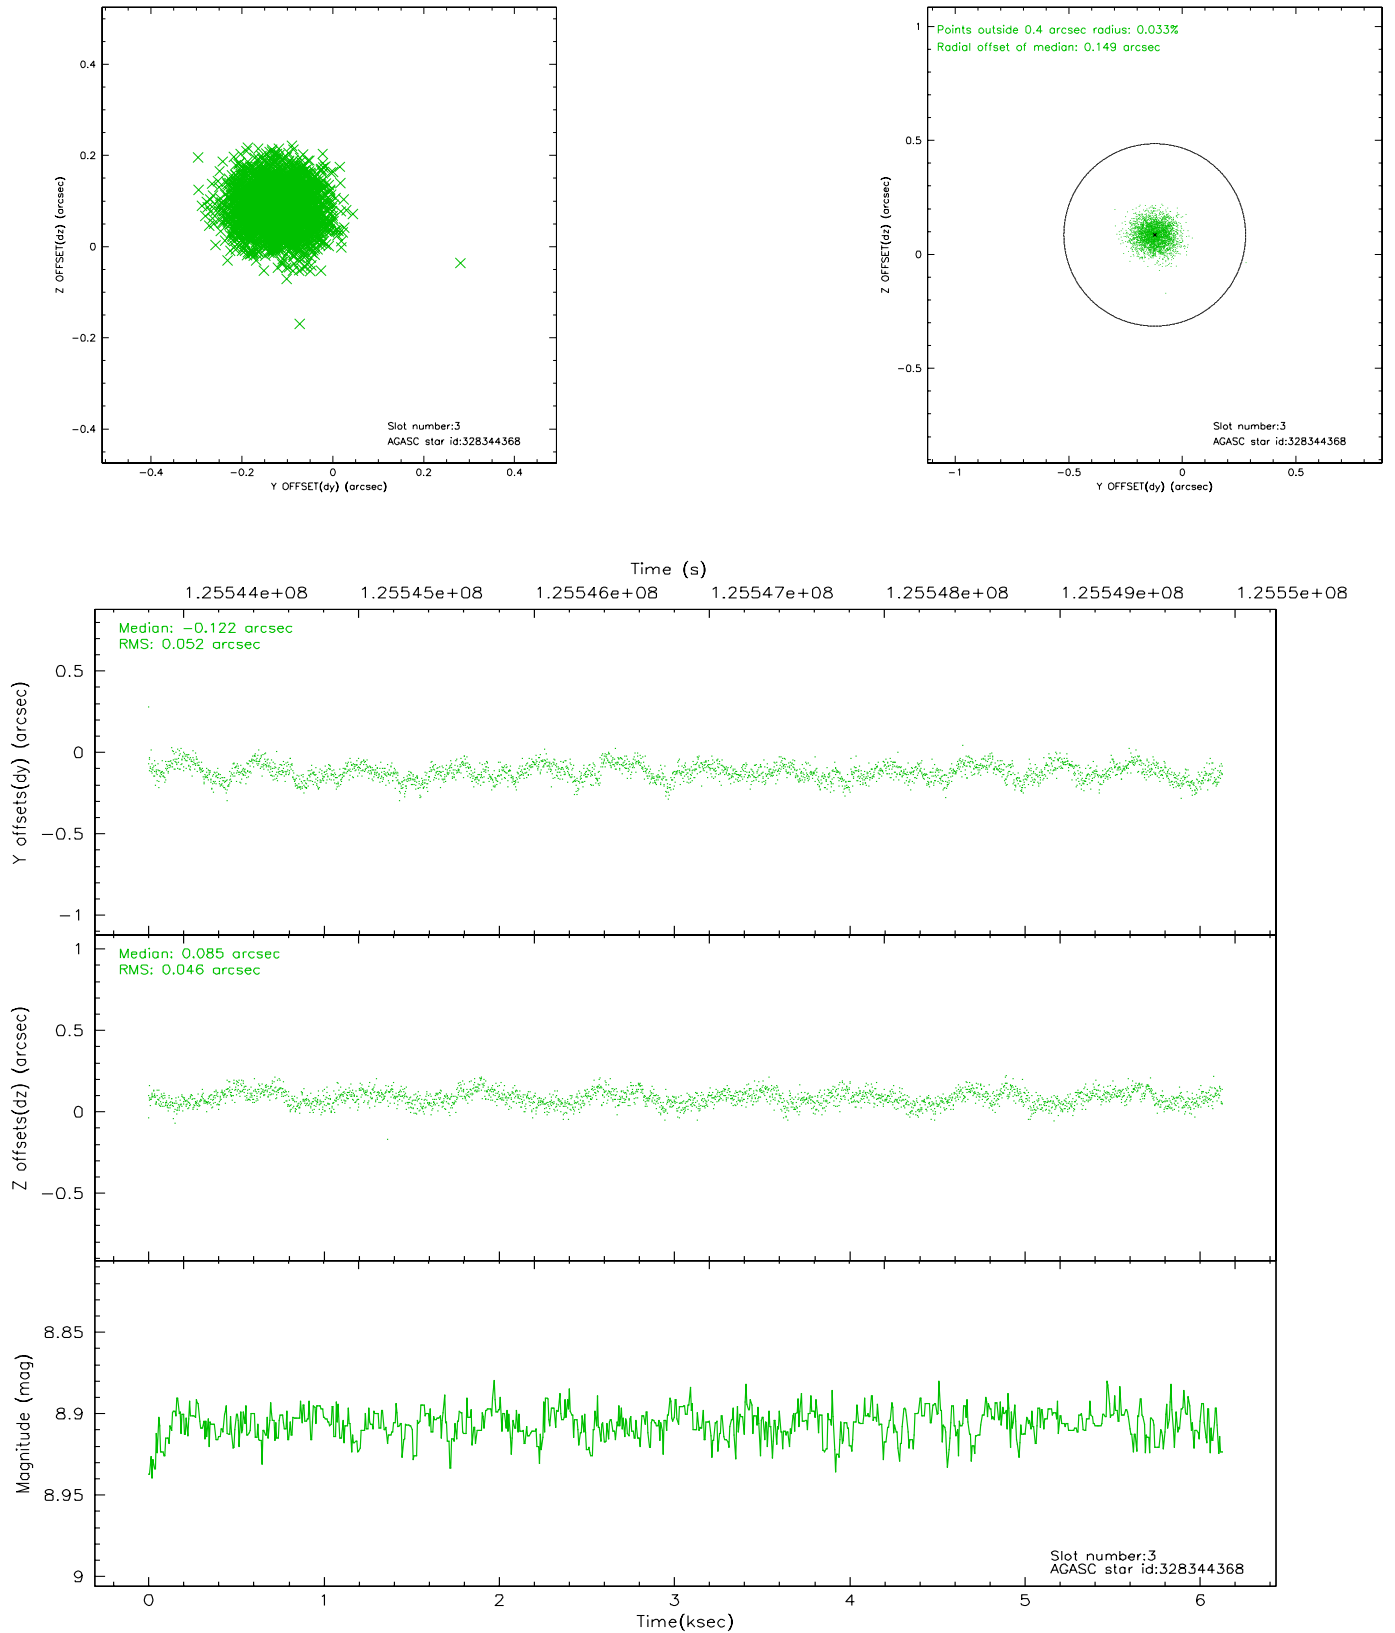 0.4
0.2
0
−0.2
−0.4
Z OFFSET(dz) (arcsec)
Slot number:3
AGASC star id:328344368
−0.4 −0.2 0 0.2 0.4
Y OFFSET(dy) (arcsec)
Points outside 0.4 arcsec radius: 0.033%
Radial offset of median: 0.149 arcsec
1
0.5
0
−0.5
Z OFFSET(dz) (arcsec)
Slot number:3
AGASC star id:328344368
−1 −0.5 0 0.5
Y OFFSET(dy) (arcsec)
Time (s)
1.25544e+08 1.25545e+08 1.25546e+08 1.25547e+08 1.25548e+08 1.25549e+08 1.2555e+08
Median: −0.122 arcsec
RMS: 0.052 arcsec
0.5
0
−0.5
−1
Y offsets(dy) (arcsec)
Median: 0.085 arcsec
RMS: 0.046 arcsec
1
0.5
0
−0.5
Z offsets(dz) (arcsec)
8.85
8.9
8.95
9
Magnitude (mag)
Slot number:3
AGASC star id:328344368
0 1 2 3 4 5 6
Time(ksec)